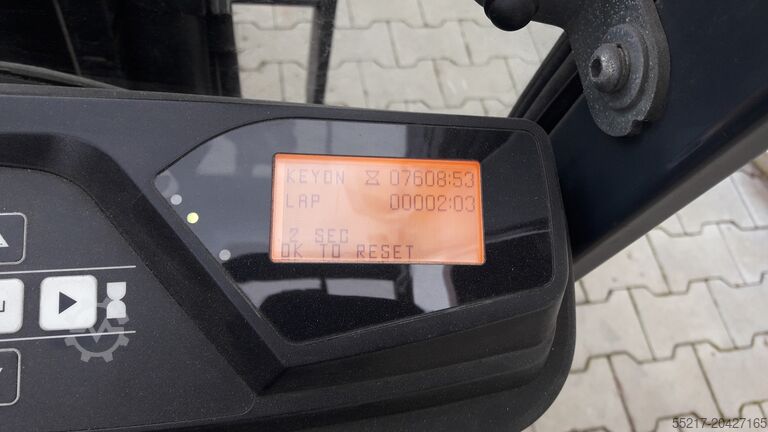 KEYON 07608:53
LAP 00002:03
2 SEC
OK TO RESET
55217-20427165